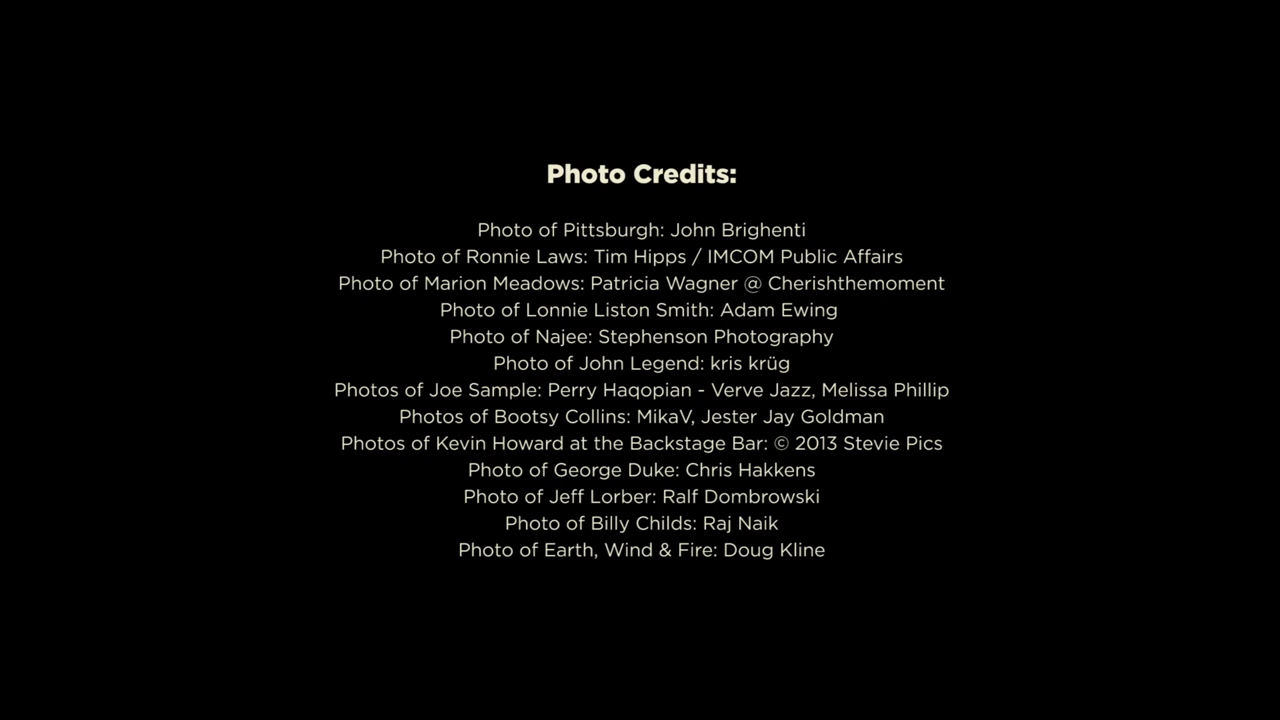 Photo Credits:
Photo of Pittsburgh: John Brighenti
Photo of Ronnie Laws: Tim Hipps / IMCOM Public Affairs
Photo of Marion Meadows: Patricia Wagner @ Cherishthemoment
Photo of Lonnie Liston Smith: Adam Ewing
Photo of Najee: Stephenson Photography
Photo of John Legend: kris krüg
Photos of Joe Sample: Perry Haqopian - Verve Jazz, Melissa Phillip
Photos of Bootsy Collins: MikaV, Jester Jay Goldman
Photos of Kevin Howard at the Backstage Bar: © 2013 Stevie Pics
Photo of George Duke: Chris Hakkens
Photo of Jeff Lorber: Ralf Dombrowski
Photo of Billy Childs: Raj Naik
Photo of Earth, Wind & Fire: Doug Kline